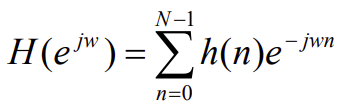 H(e^{jw}) = \sum_{n=0}^{N-1} h(n)e^{-jwn}